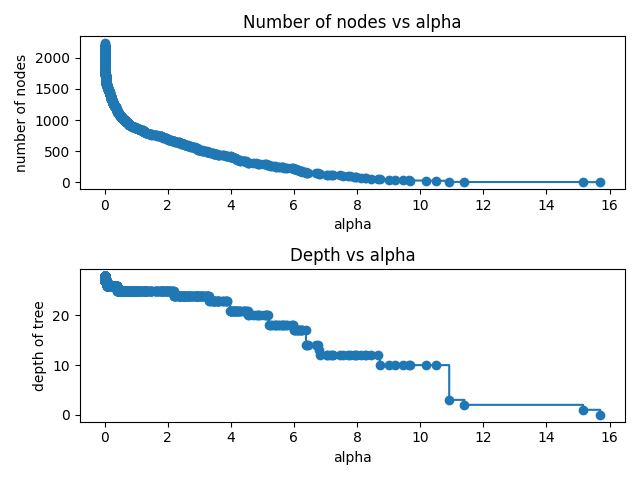 Number of nodes vs alpha
number of nodes
2000
1500
1000
500
0
0 2 4 6 8 10 12 14 16
alpha
Depth vs alpha
depth of tree
20
10
0
0 2 4 6 8 10 12 14 16
alpha